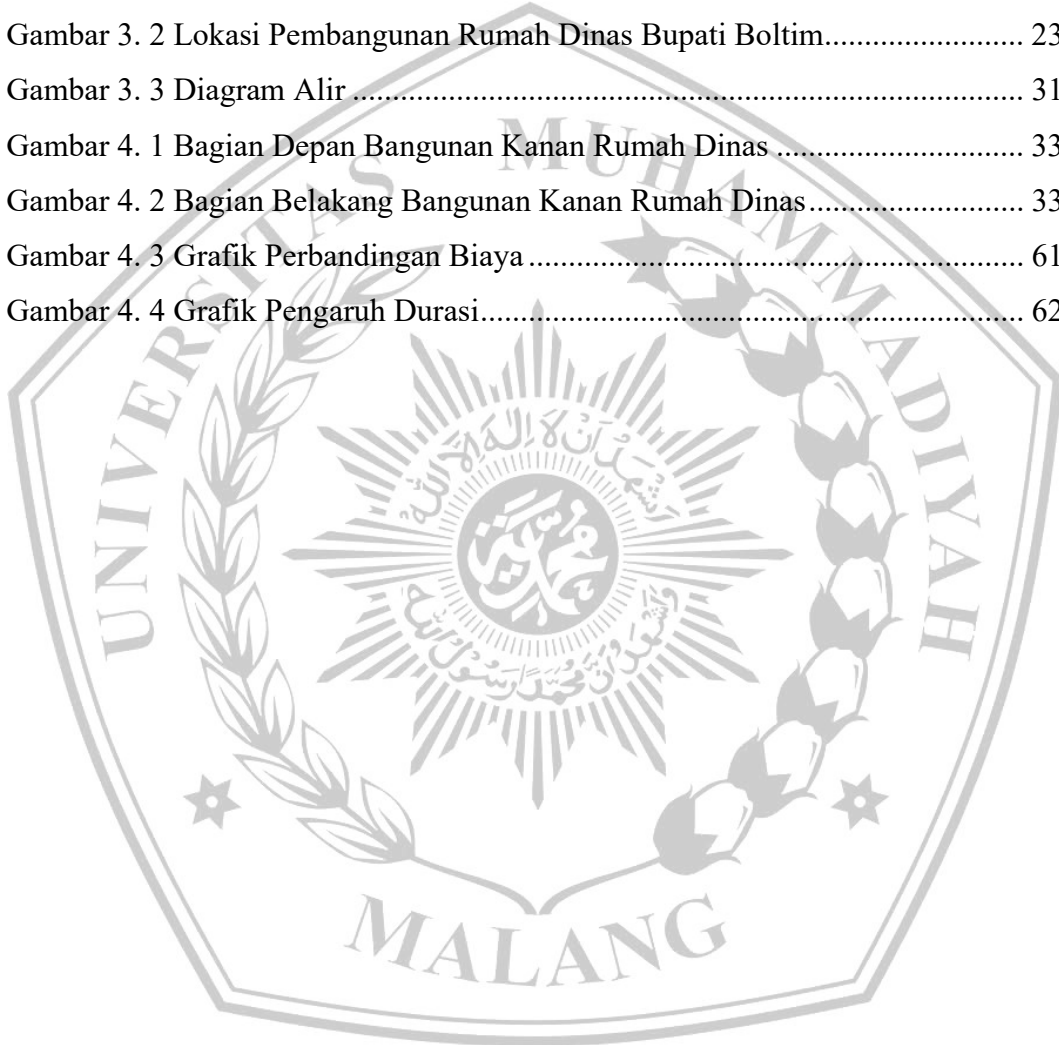 Gambar 3. 2 Lokasi Pembangunan Rumah Dinas Bupati Boltim........................ 23
Gambar 3. 3 Diagram Alir.................................................................................. 31
Gambar 4. 1 Bagian Depan Bangunan Kanan Rumah Dinas.............................. 33
Gambar 4. 2 Bagian Belakang Bangunan Kanan Rumah Dinas.......................... 33
Gambar 4. 3 Grafik Perbandingan Biaya............................................................. 61
Gambar 4. 4 Grafik Pengaruh Durasi................................................................... 62
UNIVERSITAS MUHAMMADIYAH
MALANG